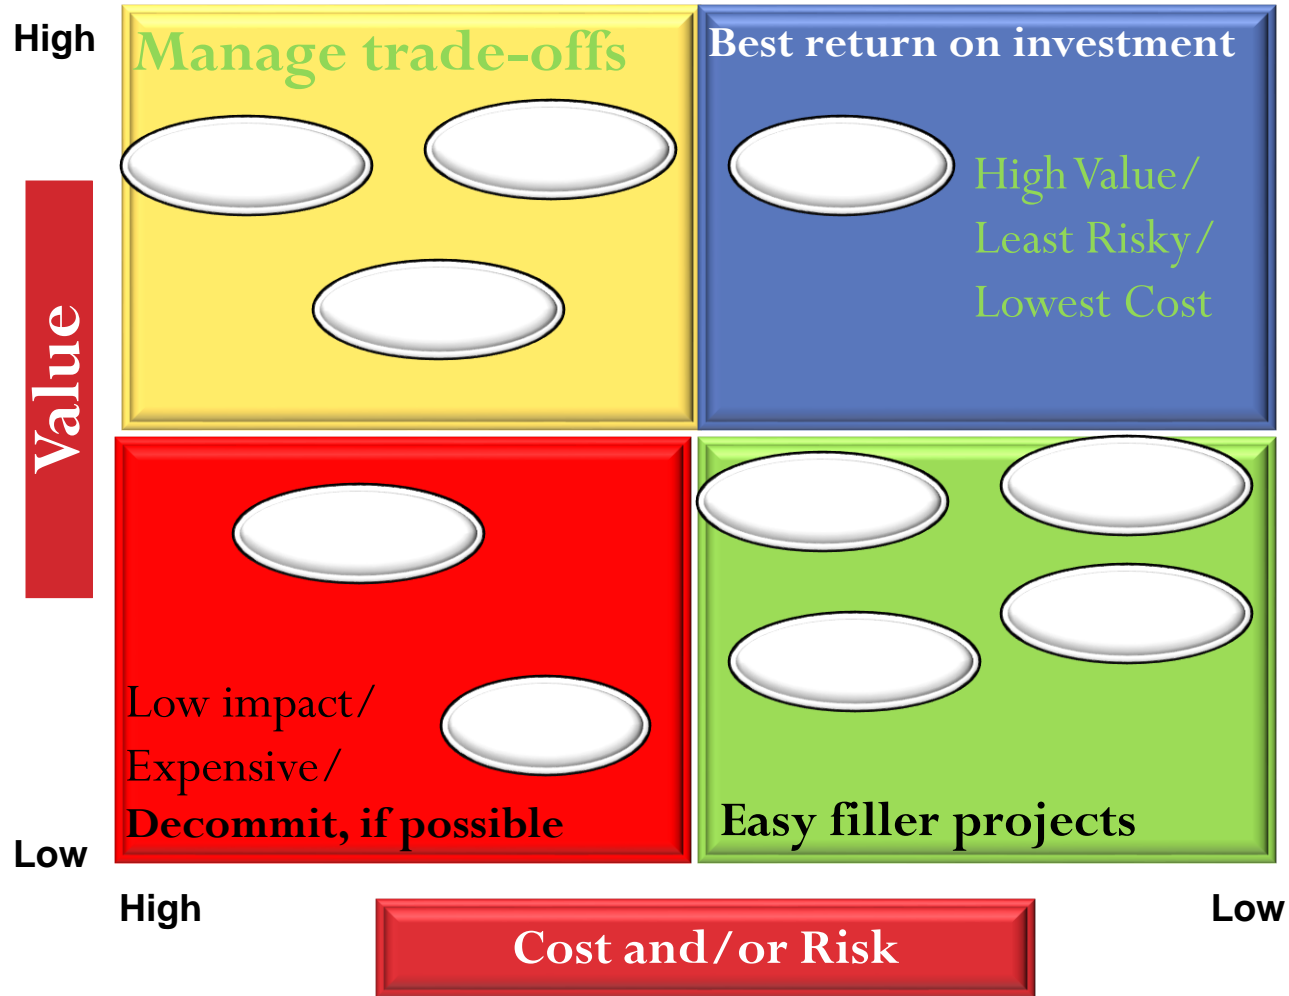 High
Manage trade-offs
Best return on investment
High Value/
Least Risky/
Lowest Cost
Value
Low impact/
Expensive/
Decommit, if possible
Easy filler projects
Low
High
Low
Cost and/or Risk